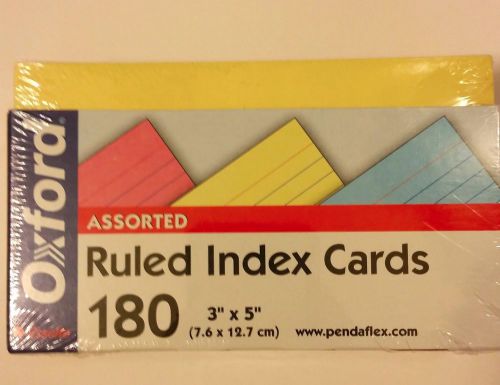 Oxford®
ASSORTED
Ruled Index Cards
180
3" x 5"
(7.6 x 12.7 cm)
www.pendaflex.com